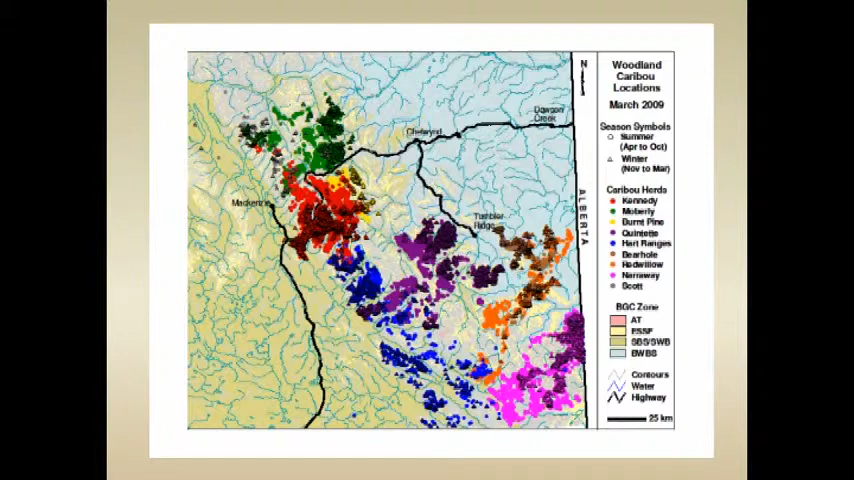 Woodland
Caribou
Locations
March 2009
N
Season Symbols
Summer
(Apr to Oct)
Winter
(Nov to Mar)
Caribou Herds
Kennedy
Moberly
Burnt Pine
Quintette
Hart Ranges
Bearhole
Redwillow
Narraway
Scott
BGC Zone
AT
ESSF
SBS/SWB
BWBS
Contours
Water
Highway
25 km
Dawson
Creek
Chetwynd
Mackenzie
Tumbler
Ridge
ALBERTA